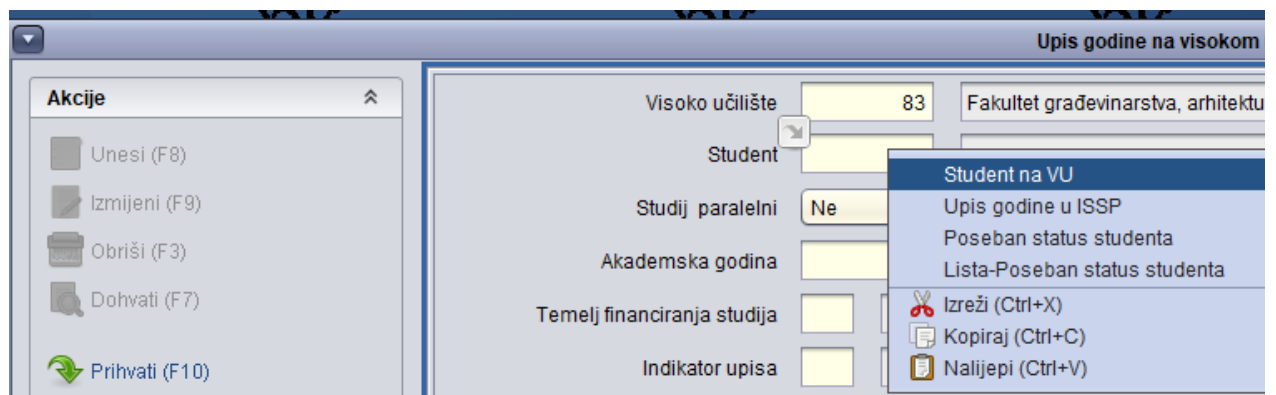 Upis godine na visokom
Akcije
Unesi (F8)
Izmijeni (F9)
Obriši (F3)
Dohvati (F7)
Prihvati (F10)
Visoko učilište 83 Fakultet građevinarstva, arhitektu
Student
Studij paralelni Ne
Akademska godina
Temelj financiranja studija
Indikator upisa
Student na VU
Upis godine u ISSP
Poseban status studenta
Lista-Poseban status studenta
Izreži (Ctrl+X)
Kopiraj (Ctrl+C)
Nalijepi (Ctrl+V)